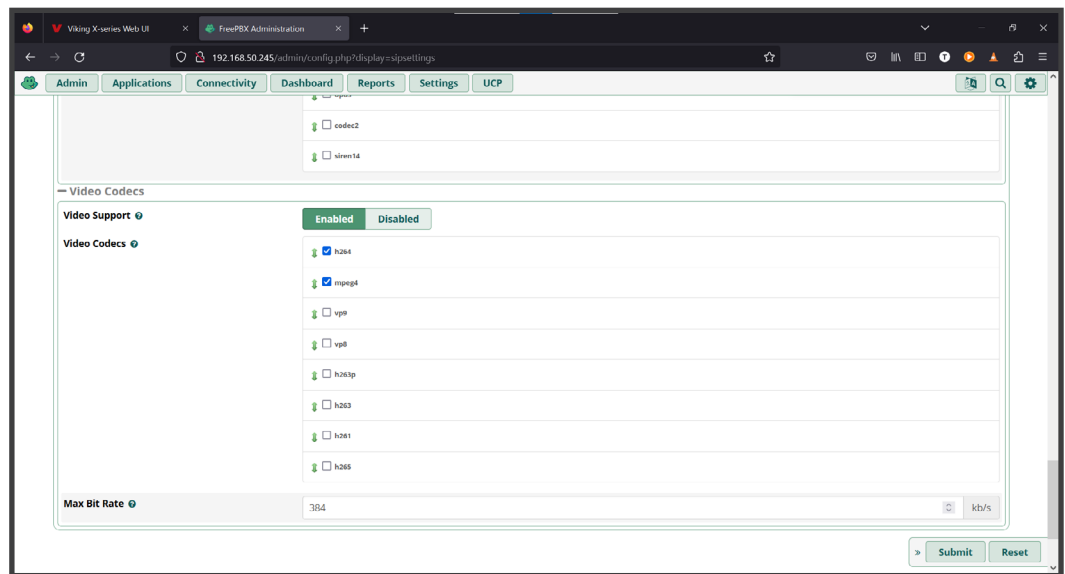 Viking X-series Web UI
FreePBX Administration
192.168.50.245/admin/config.php?display=sipsettings
Admin Applications Connectivity Dashboard Reports Settings UCP
codec2
siren14
Video Codecs
Video Support
Enabled Disabled
Video Codecs
h264
mpeg4
vp9
vp8
h263p
h263
h261
h265
Max Bit Rate
384 kb/s
» Submit Reset